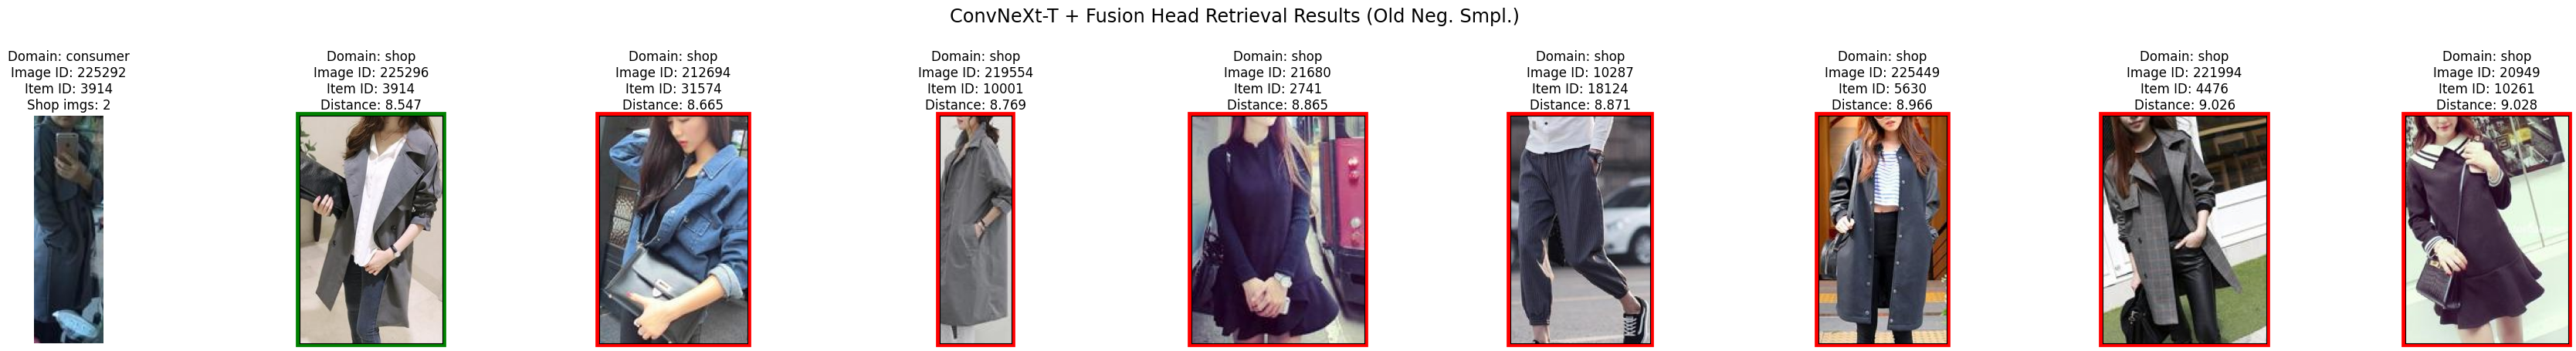 ConvNeXt-T + Fusion Head Retrieval Results (Old Neg. Smpl.)
Domain: consumer
Image ID: 225292
Item ID: 3914
Shop imgs: 2
Domain: shop
Image ID: 225296
Item ID: 3914
Distance: 8.547
Domain: shop
Image ID: 212694
Item ID: 31574
Distance: 8.665
Domain: shop
Image ID: 219554
Item ID: 10001
Distance: 8.769
Domain: shop
Image ID: 21680
Item ID: 2741
Distance: 8.865
Domain: shop
Image ID: 10287
Item ID: 18124
Distance: 8.871
Domain: shop
Image ID: 225449
Item ID: 5630
Distance: 8.966
Domain: shop
Image ID: 221994
Item ID: 4476
Distance: 9.026
Domain: shop
Image ID: 20949
Item ID: 10261
Distance: 9.028